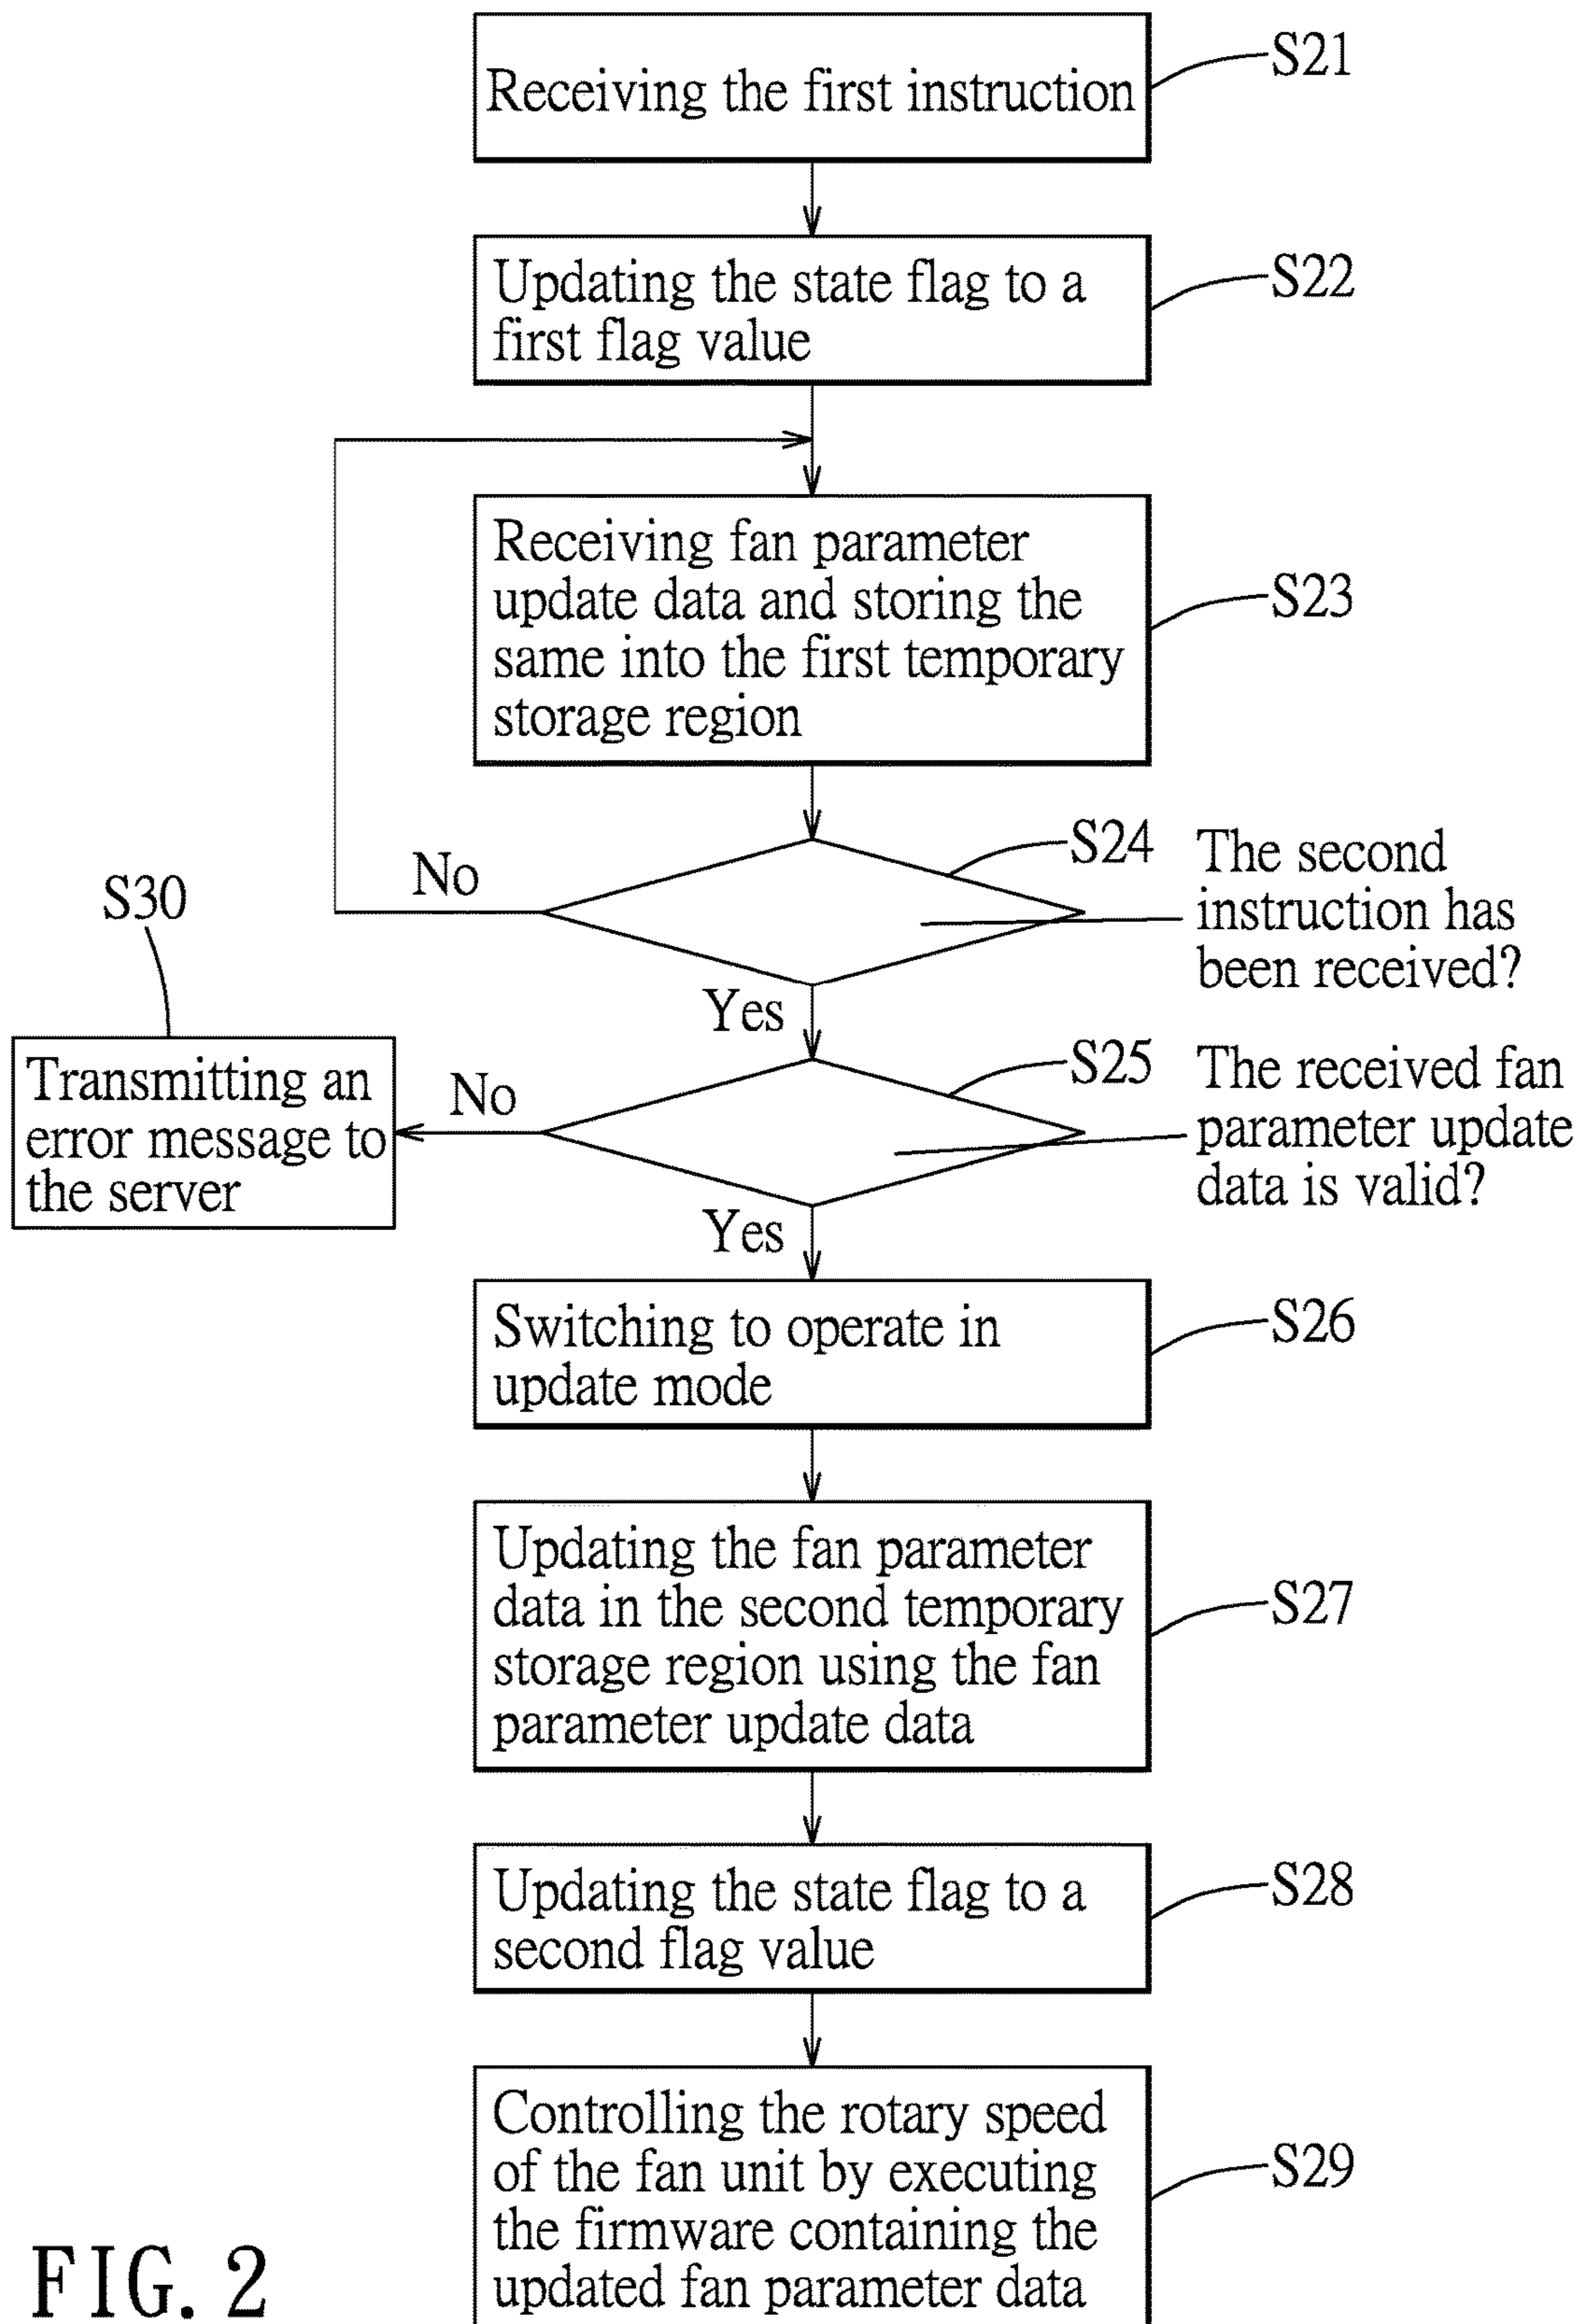 Receiving the first instruction
S21
Updating the state flag to a
first flag value
S22
Receiving fan parameter
update data and storing the
same into the first temporary
storage region
S23
S24
The second
instruction has
been received?
No
Yes
S30
Transmitting an
error message to
the server
No
S25
The received fan
parameter update
data is valid?
Yes
Switching to operate in
update mode
S26
Updating the fan parameter
data in the second temporary
storage region using the fan
parameter update data
S27
Updating the state flag to a
second flag value
S28
Controlling the rotary speed
of the fan unit by executing
the firmware containing the
updated fan parameter data
S29
FIG. 2